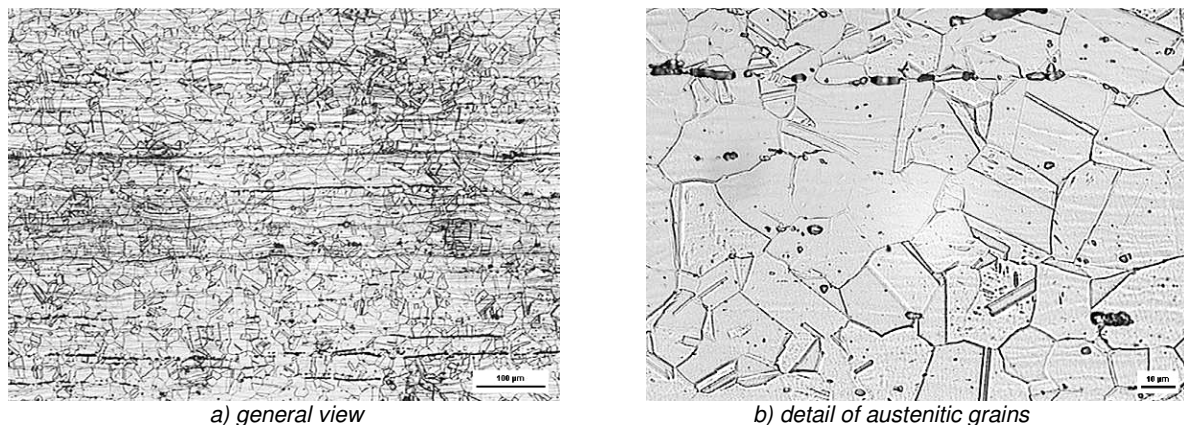 100 µm
10 µm
a) general view
b) detail of austenitic grains